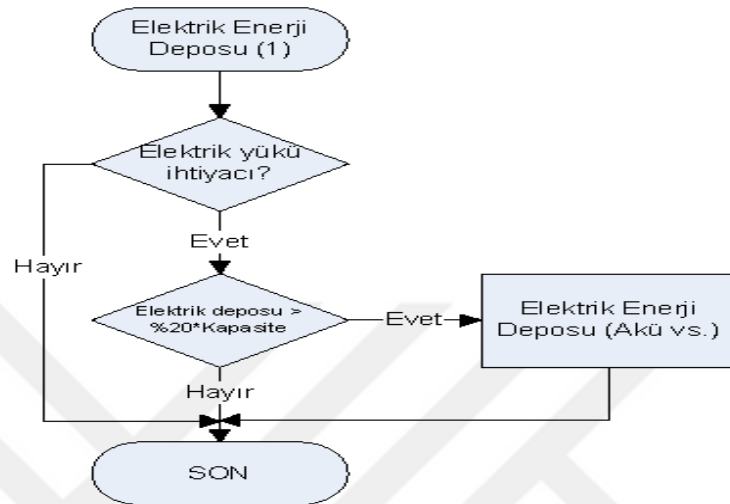 Elektrik Enerji
Deposu (1)
Elektrik yükü
ihtiyacı?
Evet
Hayır
Elektrik deposu >
%20*Kapasite
Evet
Elektrik Enerji
Deposu (Akü vs.)
Hayır
SON